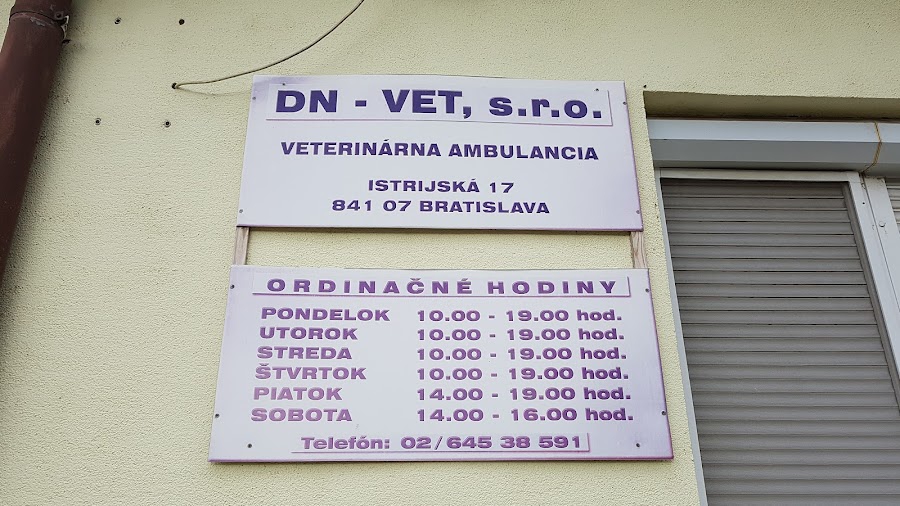 DN - VET, s.r.o.
VETERINÁRNA AMBULANCIA
ISTRIJSKÁ 17
841 07 BRATISLAVA
ORDINAČNÉ HODINY
PONDELOK 10.00 - 19.00 hod.
UTOROK 10.00 - 19.00 hod.
STREDA 10.00 - 19.00 hod.
ŠTVRTOK 10.00 - 19.00 hod.
PIATOK 14.00 - 19.00 hod.
SOBOTA 14.00 - 16.00 hod.
Telefón: 02/645 38 591